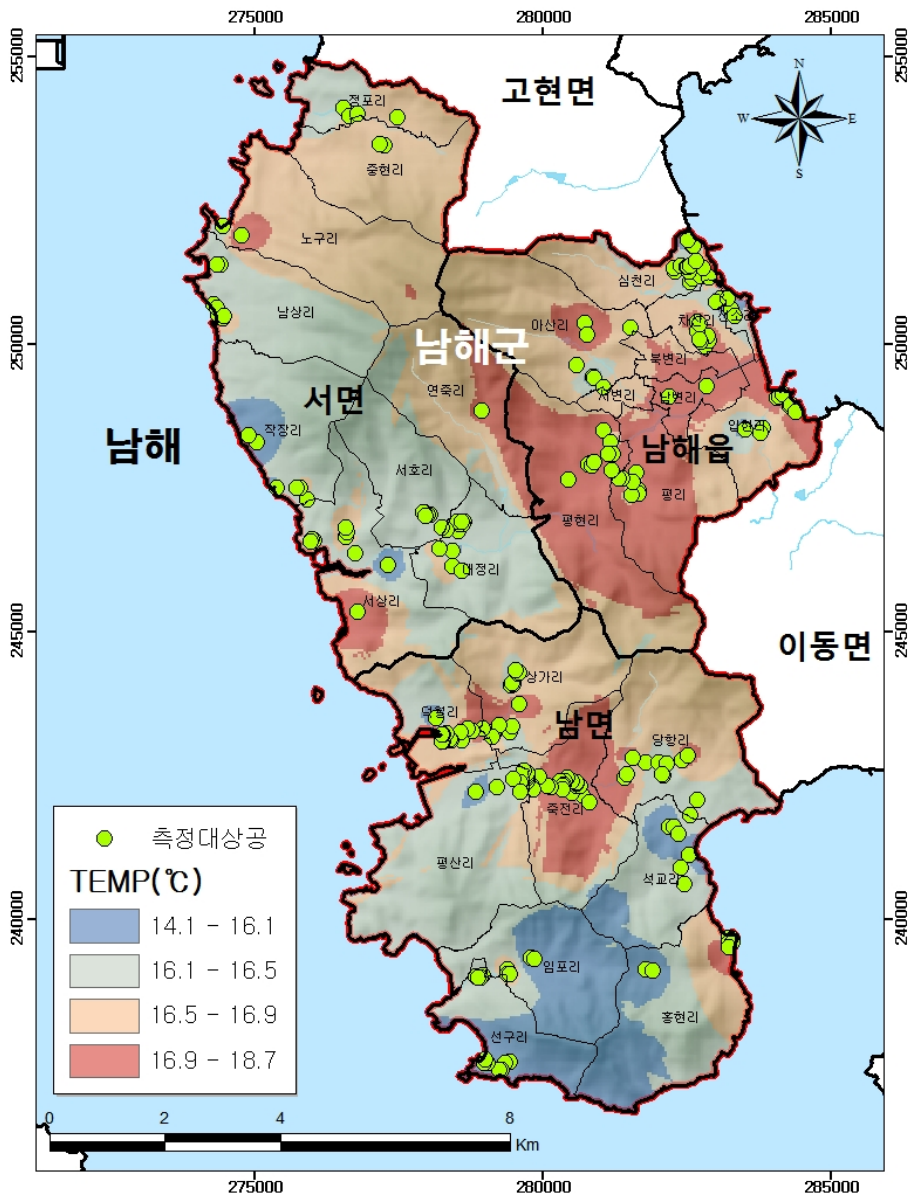 275000
280000
285000
255000
255000
고현면
N
W
E
S
정포리
중현리
노구리
심천리
250000
250000
남상리
아산리
차산리
남해군
북변리
연죽리
서변리
남변리
서면
작장리
입현리
남해
남해읍
서호리
평현리
평리
대정리
서상리
245000
245000
이동면
상가리
덕월리
남면
당항리
죽전리
평산리
석교리
측정대상공
TEMP(℃)
14.1 - 16.1
16.1 - 16.5
16.5 - 16.9
16.9 - 18.7
240000
240000
임포리
홍현리
선구리
0
2
4
8
Km
275000
280000
285000